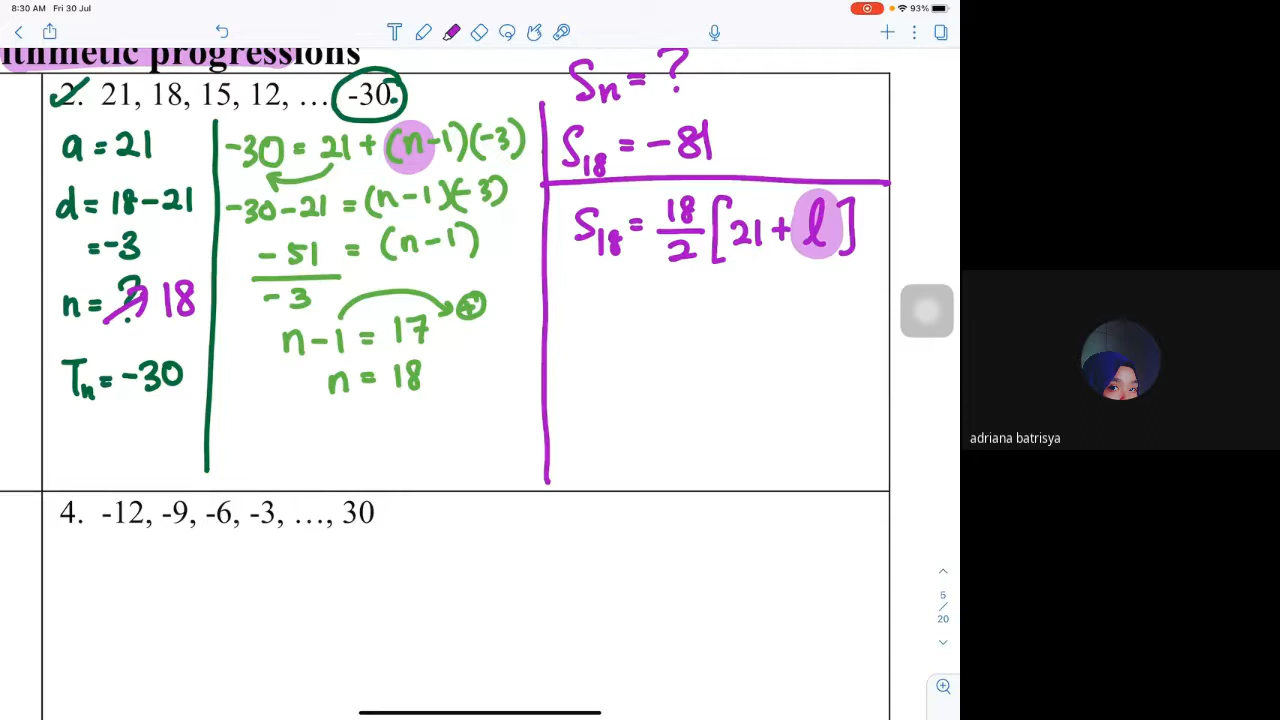 8:30 AM Fri 30 Jul
93%
ithmetic progressions
2. 21, 18, 15, 12, … -30.
a = 21
d = 18-21
= -3
n = ? 18
Tn = -30
-30 = 21 + (n-1)(-3)
-30-21 = (n-1)(-3)
-51/-3 = (n-1)
n-1 = 17
n = 18
Sn = ?
S18 = -81
S18 = 18/2 [21 + l]
4. -12, -9, -6, -3, …, 30
5
/
20
adriana batrisya